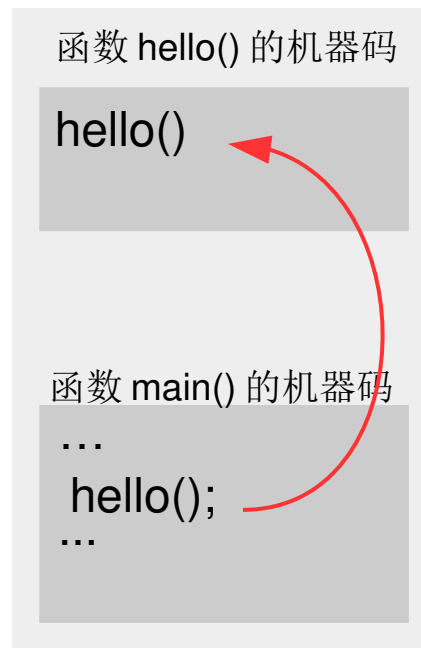 函数 hello() 的机器码
hello()
函数 main() 的机器码
…
hello();
...